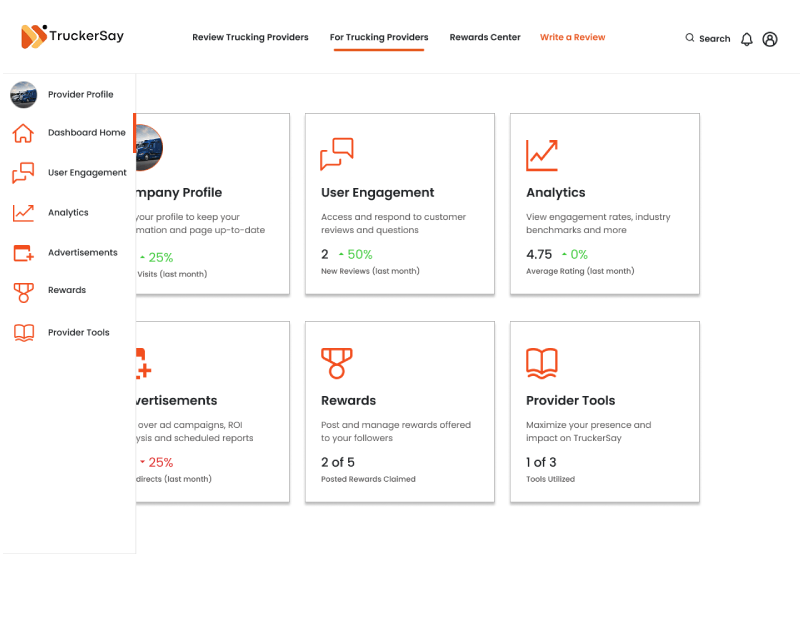 TruckerSay
Review Trucking Providers
For Trucking Providers
Rewards Center
Write a Review
Search
Provider Profile
Dashboard Home
User Engagement
Analytics
Advertisements
Rewards
Provider Tools
mpany Profile
your profile to keep your
mation and page up-to-date
25%
Visits (last month)
User Engagement
Access and respond to customer
reviews and questions
2 50%
New Reviews (last month)
Analytics
View engagement rates, industry
benchmarks and more
4.75 0%
Average Rating (last month)
vertisements
over ad campaigns, ROI
ysis and scheduled reports
25%
directs (last month)
Rewards
Post and manage rewards offered
to your followers
2 of 5
Posted Rewards Claimed
Provider Tools
Maximize your presence and
impact on TruckerSay
1 of 3
Tools Utilized